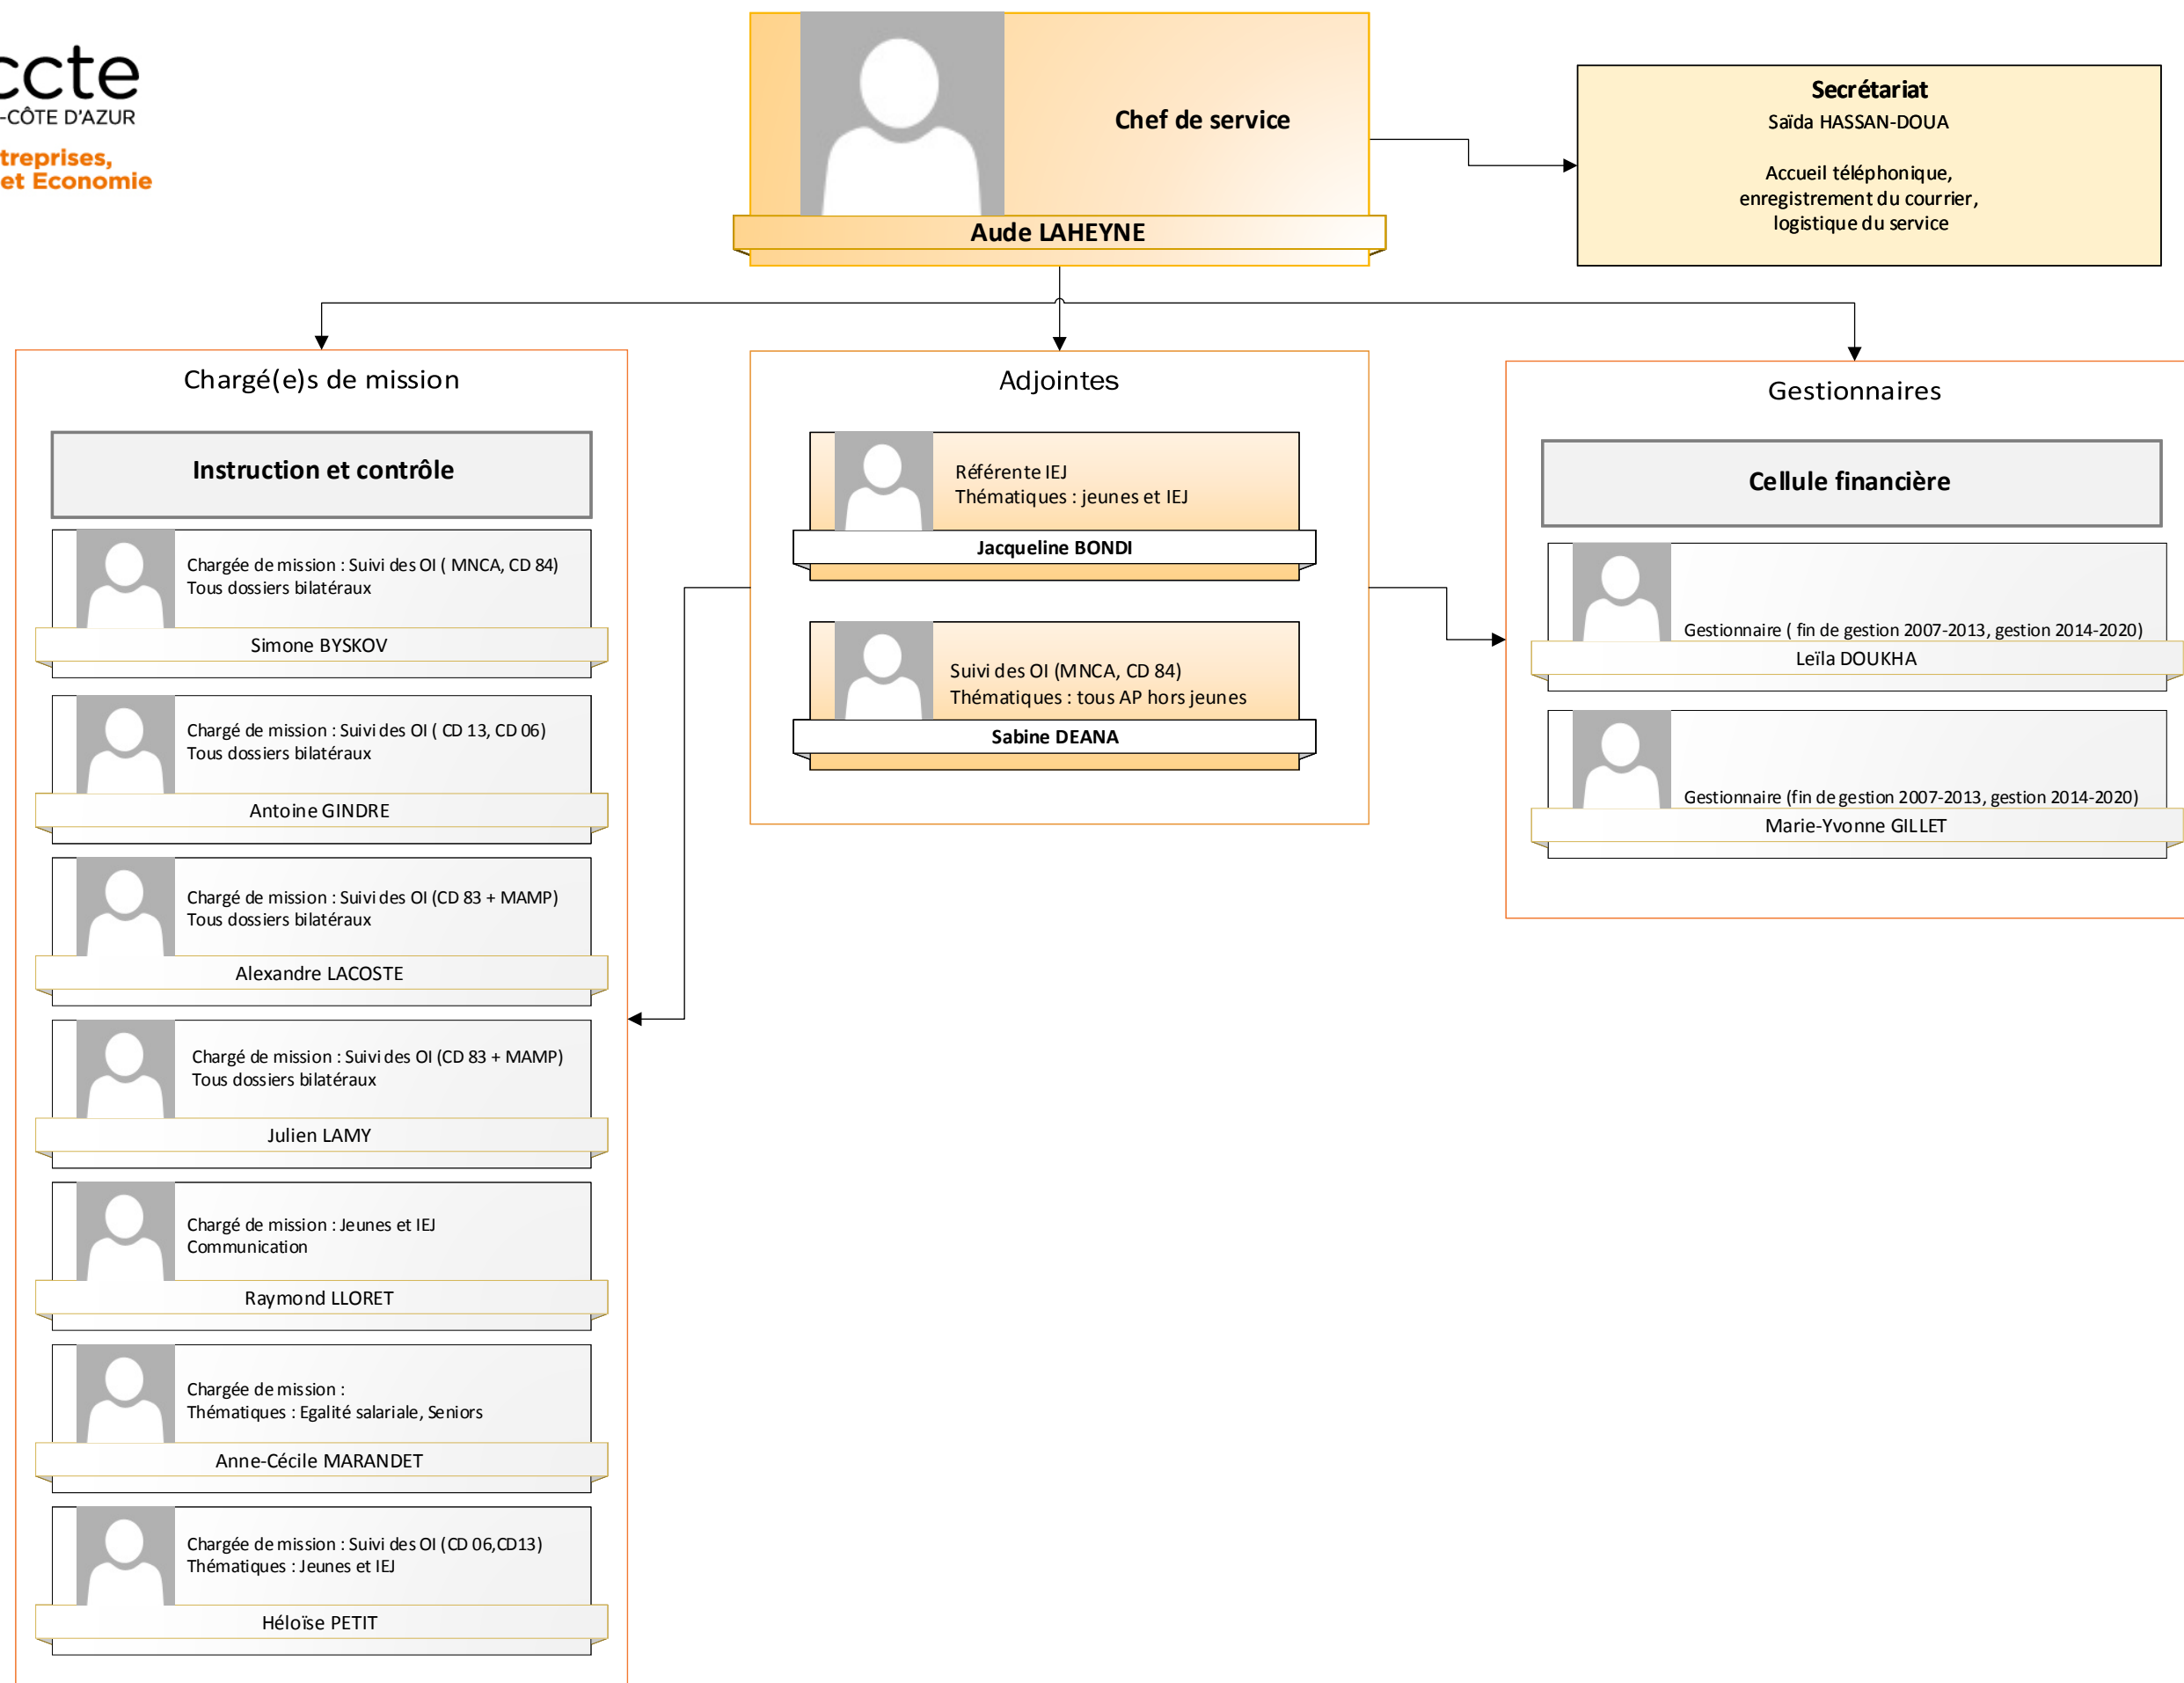 ccte
-CÔTE D'AZUR
treprises,
et Economie
Chef de service
Aude LAHEYNE
Secrétariat
Saïda HASSAN-DOUA
Accueil téléphonique,
enregistrement du courrier,
logistique du service
Chargé(e)s de mission
Instruction et contrôle
Chargée de mission : Suivi des OI ( MNCA, CD 84)
Tous dossiers bilatéraux
Simone BYSKOV
Chargé de mission : Suivi des OI ( CD 13, CD 06)
Tous dossiers bilatéraux
Antoine GINDRE
Chargé de mission : Suivi des OI (CD 83 + MAMP)
Tous dossiers bilatéraux
Alexandre LACOSTE
Chargé de mission : Suivi des OI (CD 83 + MAMP)
Tous dossiers bilatéraux
Julien LAMY
Chargé de mission : Jeunes et IEJ
Communication
Raymond LLORET
Chargée de mission :
Thématiques : Egalité salariale, Seniors
Anne-Cécile MARANDET
Chargée de mission : Suivi des OI (CD 06,CD13)
Thématiques : Jeunes et IEJ
Héloïse PETIT
Adjointes
Référente IEJ
Thématiques : jeunes et IEJ
Jacqueline BONDI
Suivi des OI (MNCA, CD 84)
Thématiques : tous AP hors jeunes
Sabine DEANA
Gestionnaires
Cellule financière
Gestionnaire ( fin de gestion 2007-2013, gestion 2014-2020)
Leïla DOUKHA
Gestionnaire (fin de gestion 2007-2013, gestion 2014-2020)
Marie-Yvonne GILLET